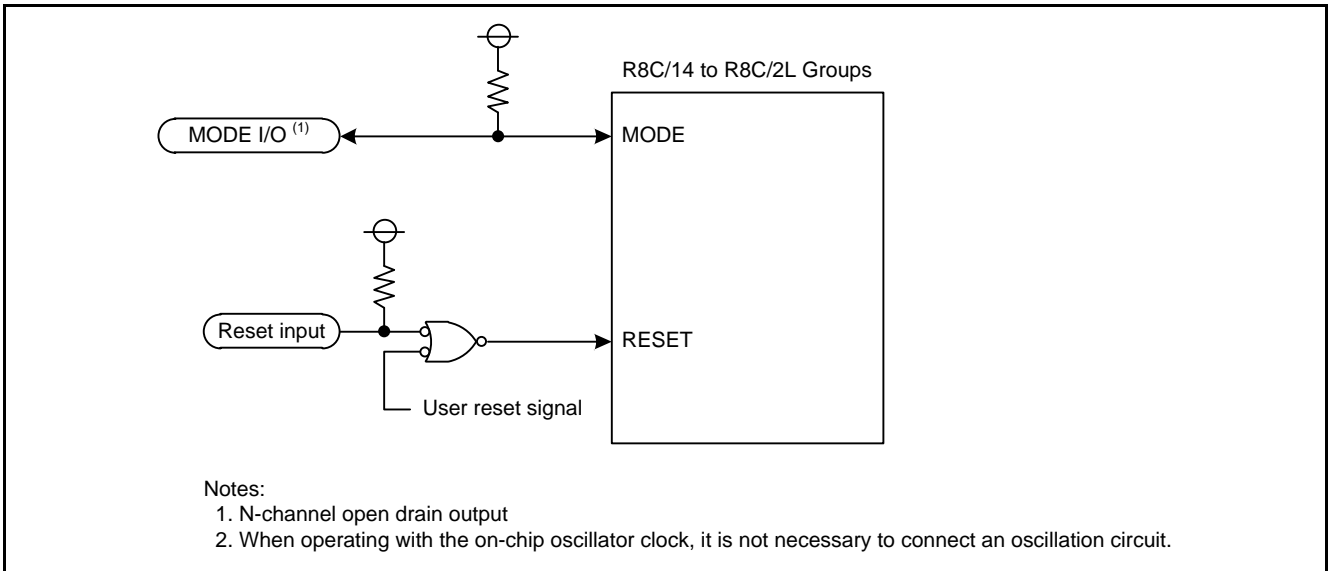 R8C/14 to R8C/2L Groups
MODE I/O (1)
MODE
Reset input
RESET
User reset signal
Notes:
1. N-channel open drain output
2. When operating with the on-chip oscillator clock, it is not necessary to connect an oscillation circuit.